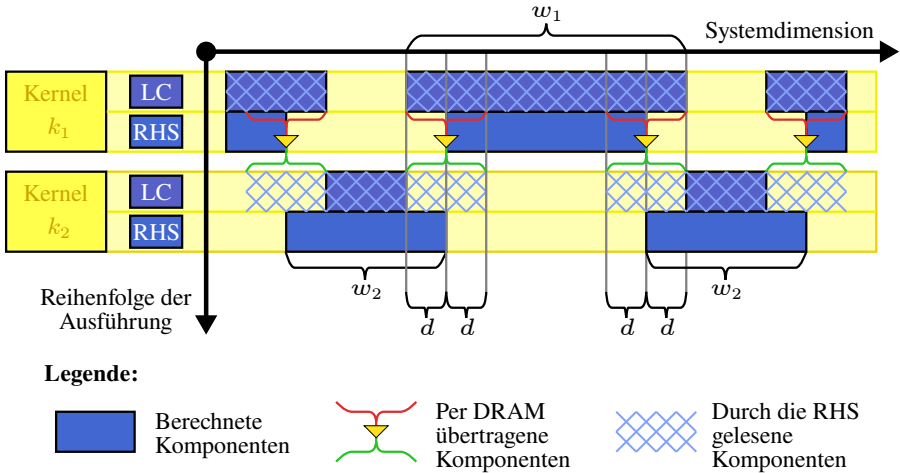 w₁
Systemdimension
Kernel
k₁
LC
RHS
Kernel
k₂
LC
RHS
w₂
w₂
Reihenfolge der
Ausführung
d
d
d
d
Legende:
Berechnete
Komponenten
Per DRAM
übertragene
Komponenten
Durch die RHS
gelesene
Komponenten